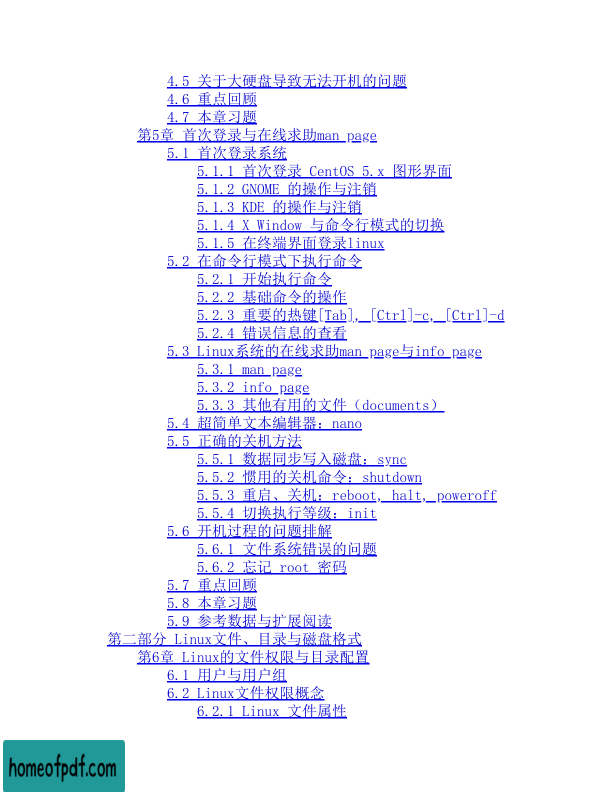 4.5 关于大硬盘导致无法开机的问题
4.6 重点回顾
4.7 本章习题
第5章 首次登录与在线求助man page
5.1 首次登录系统
5.1.1 首次登录 CentOS 5.x 图形界面
5.1.2 GNOME 的操作与注销
5.1.3 KDE 的操作与注销
5.1.4 X Window 与命令行模式的切换
5.1.5 在终端界面登录linux
5.2 在命令行模式下执行命令
5.2.1 开始执行命令
5.2.2 基础命令的操作
5.2.3 重要的热键[Tab], [Ctrl]-c, [Ctrl]-d
5.2.4 错误信息的查看
5.3 Linux系统的在线求助man page与info page
5.3.1 man page
5.3.2 info page
5.3.3 其他有用的文件（documents）
5.4 超简单文本编辑器：nano
5.5 正确的关机方法
5.5.1 数据同步写入磁盘：sync
5.5.2 惯用的关机命令：shutdown
5.5.3 重启、关机：reboot, halt, poweroff
5.5.4 切换执行等级：init
5.6 开机过程的问题排解
5.6.1 文件系统错误的问题
5.6.2 忘记 root 密码
5.7 重点回顾
5.8 本章习题
5.9 参考数据与扩展阅读
第二部分 Linux文件、目录与磁盘格式
第6章 Linux的文件权限与目录配置
6.1 用户与用户组
6.2 Linux文件权限概念
6.2.1 Linux 文件属性
homeofpdf.com